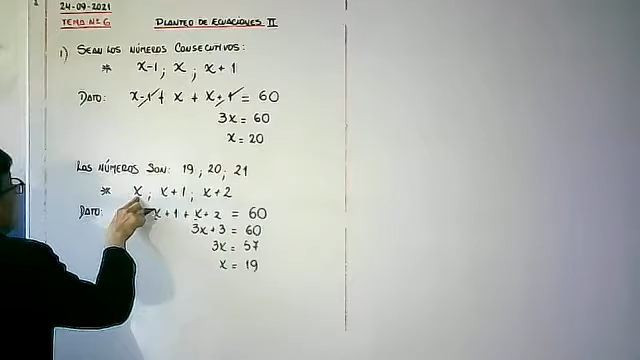 24-09-2021
TEMA Nº 6 PLANTEO DE ECUACIONES II
1) SEAN LOS NÚMEROS CONSECUTIVOS:
* x-1 ; x ; x+1
DATO: x-1 + x + x+1 = 60
3x = 60
x = 20
LOS NÚMEROS SON: 19 ; 20 ; 21
* x ; x+1 ; x+2
DATO: x+1 + x+2 = 60
3x+3 = 60
3x = 57
x = 19